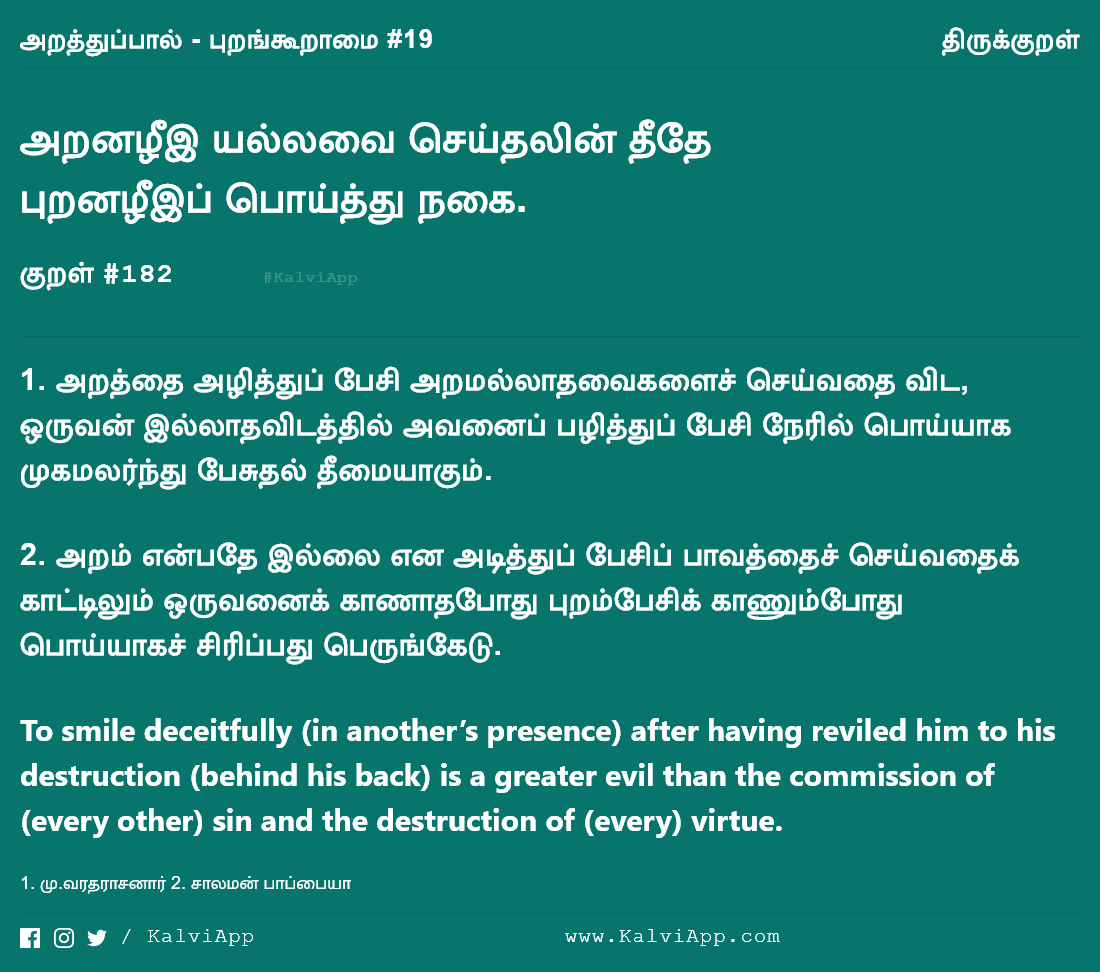 அறத்துப்பால் - புறங்கூறாமை #19 திருக்குறள்
அறனழீஇ யல்லவை செய்தலின் தீதே
புறனழீஇப் பொய்த்து நகை.
குறள் #182 #KalviApp
1. அறத்தை அழித்துப் பேசி அறமல்லாதவைகளைச் செய்வதை விட,
ஒருவன் இல்லாதவிடத்தில் அவனைப் பழித்துப் பேசி நேரில் பொய்யாக
முகமலர்ந்து பேசுதல் தீமையாகும்.
2. அறம் என்பதே இல்லை என அடித்துப் பேசிப் பாவத்தைச் செய்வதைக்
காட்டிலும் ஒருவனைக் காணாதபோது புறம்பேசிக் காணும்போது
பொய்யாகச் சிரிப்பது பெருங்கேடு.
To smile deceitfully (in another’s presence) after having reviled him to his
destruction (behind his back) is a greater evil than the commission of
(every other) sin and the destruction of (every) virtue.
1. மு.வரதராசனார் 2. சாலமன் பாப்பையா
/ KalviApp www.KalviApp.com